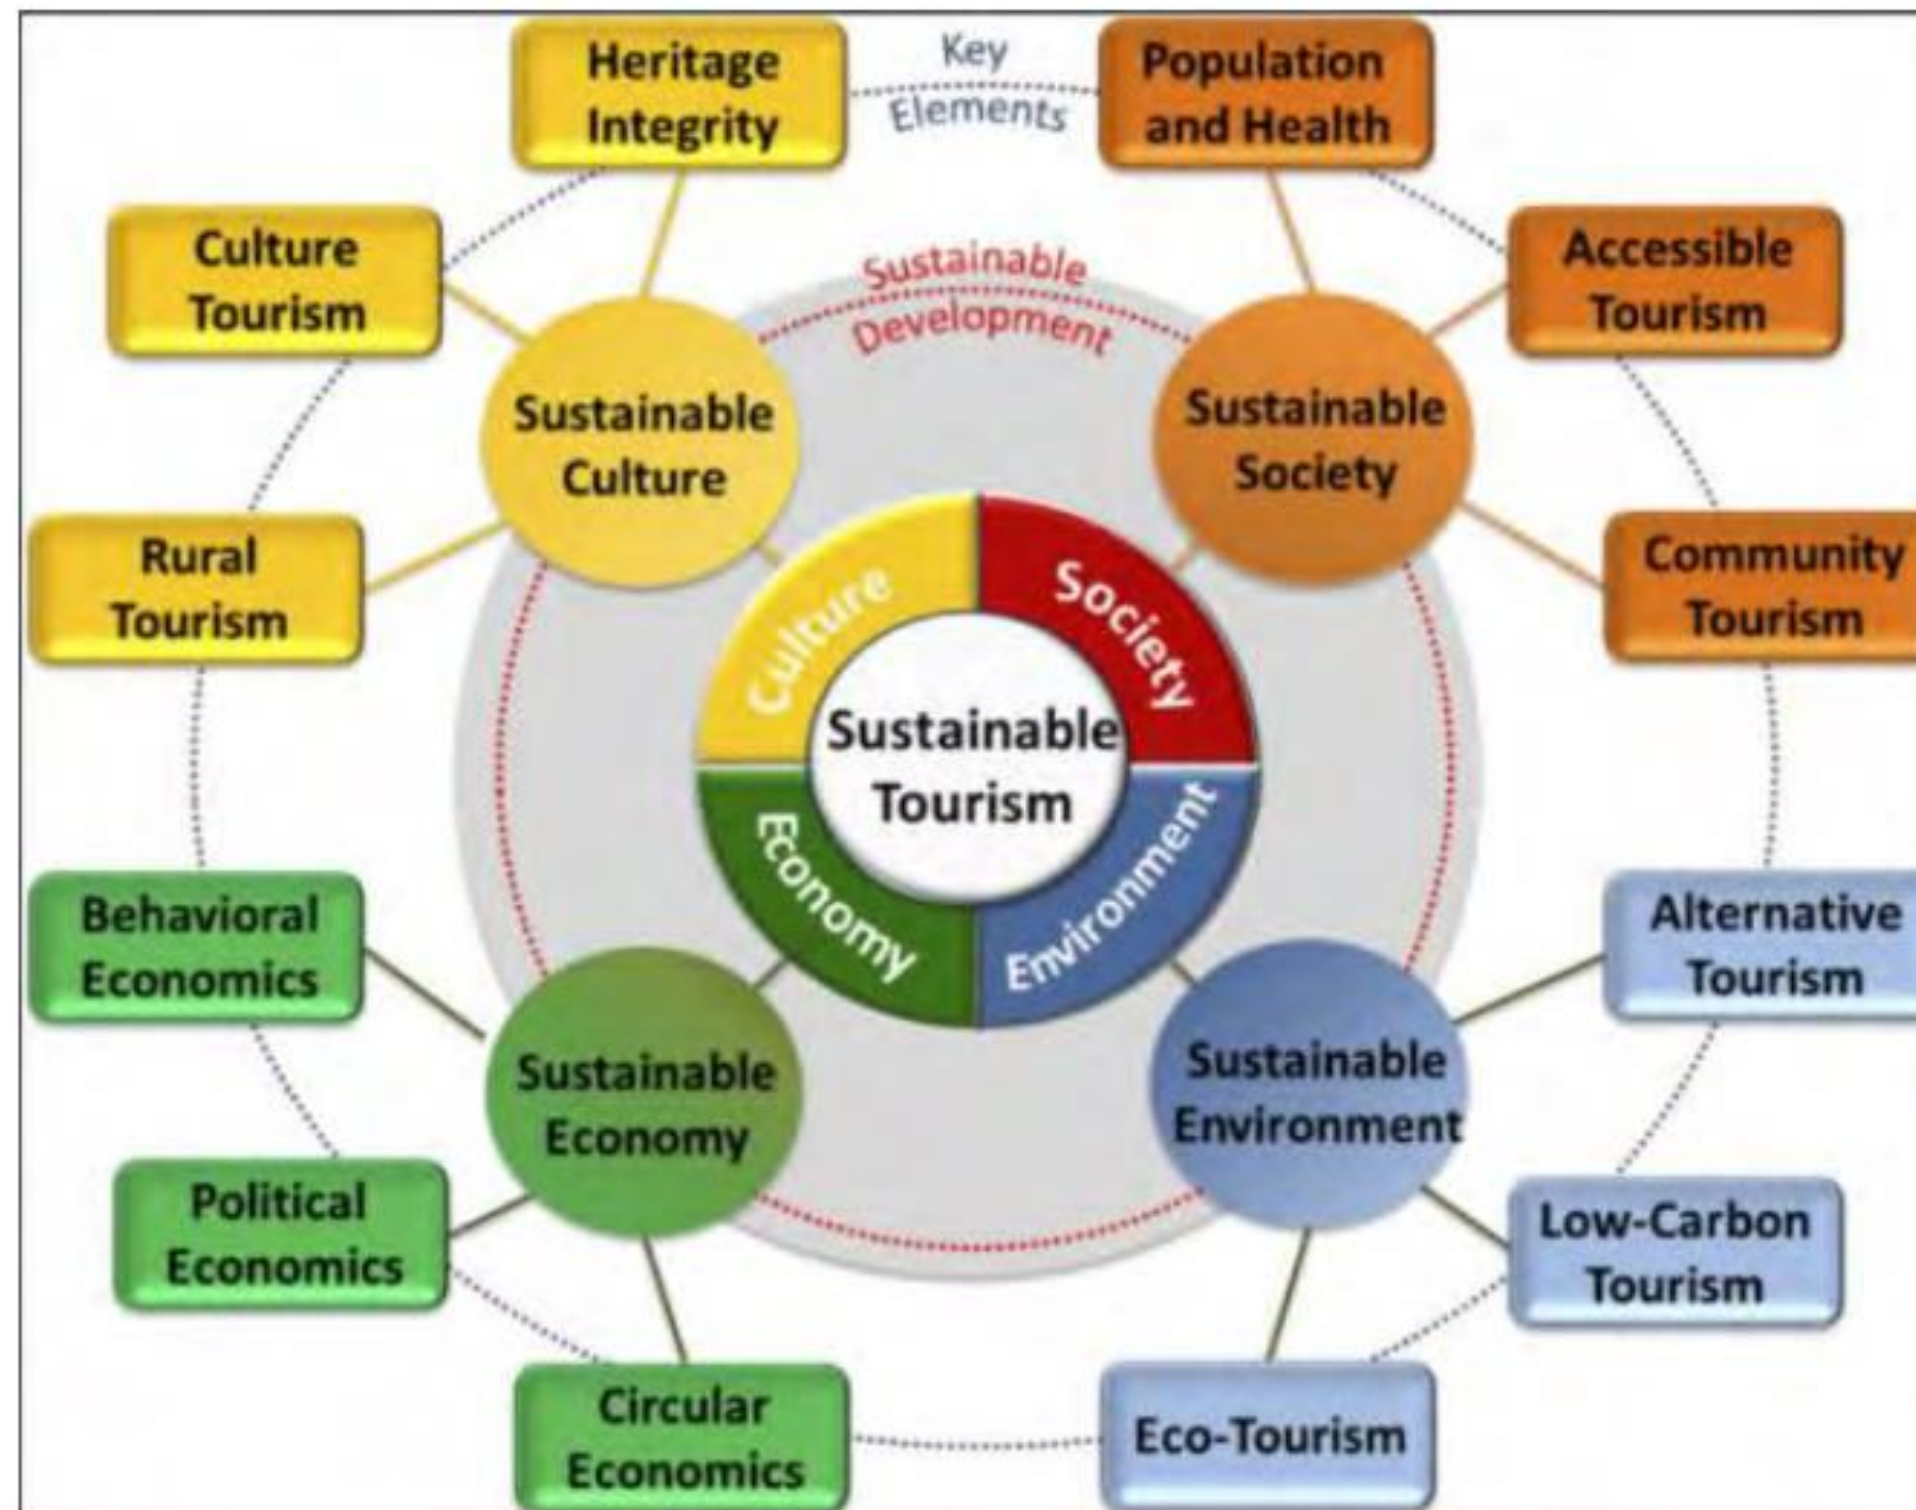 Heritage
Integrity
Key
Elements
Population
and Health
Culture
Tourism
Accessible
Tourism
Sustainable
Development
Sustainable
Culture
Sustainable
Society
Rural
Tourism
Community
Tourism
Culture
Society
Sustainable
Tourism
Economy
Environment
Behavioral
Economics
Alternative
Tourism
Sustainable
Economy
Sustainable
Environment
Political
Economics
Low-Carbon
Tourism
Circular
Economics
Eco-Tourism